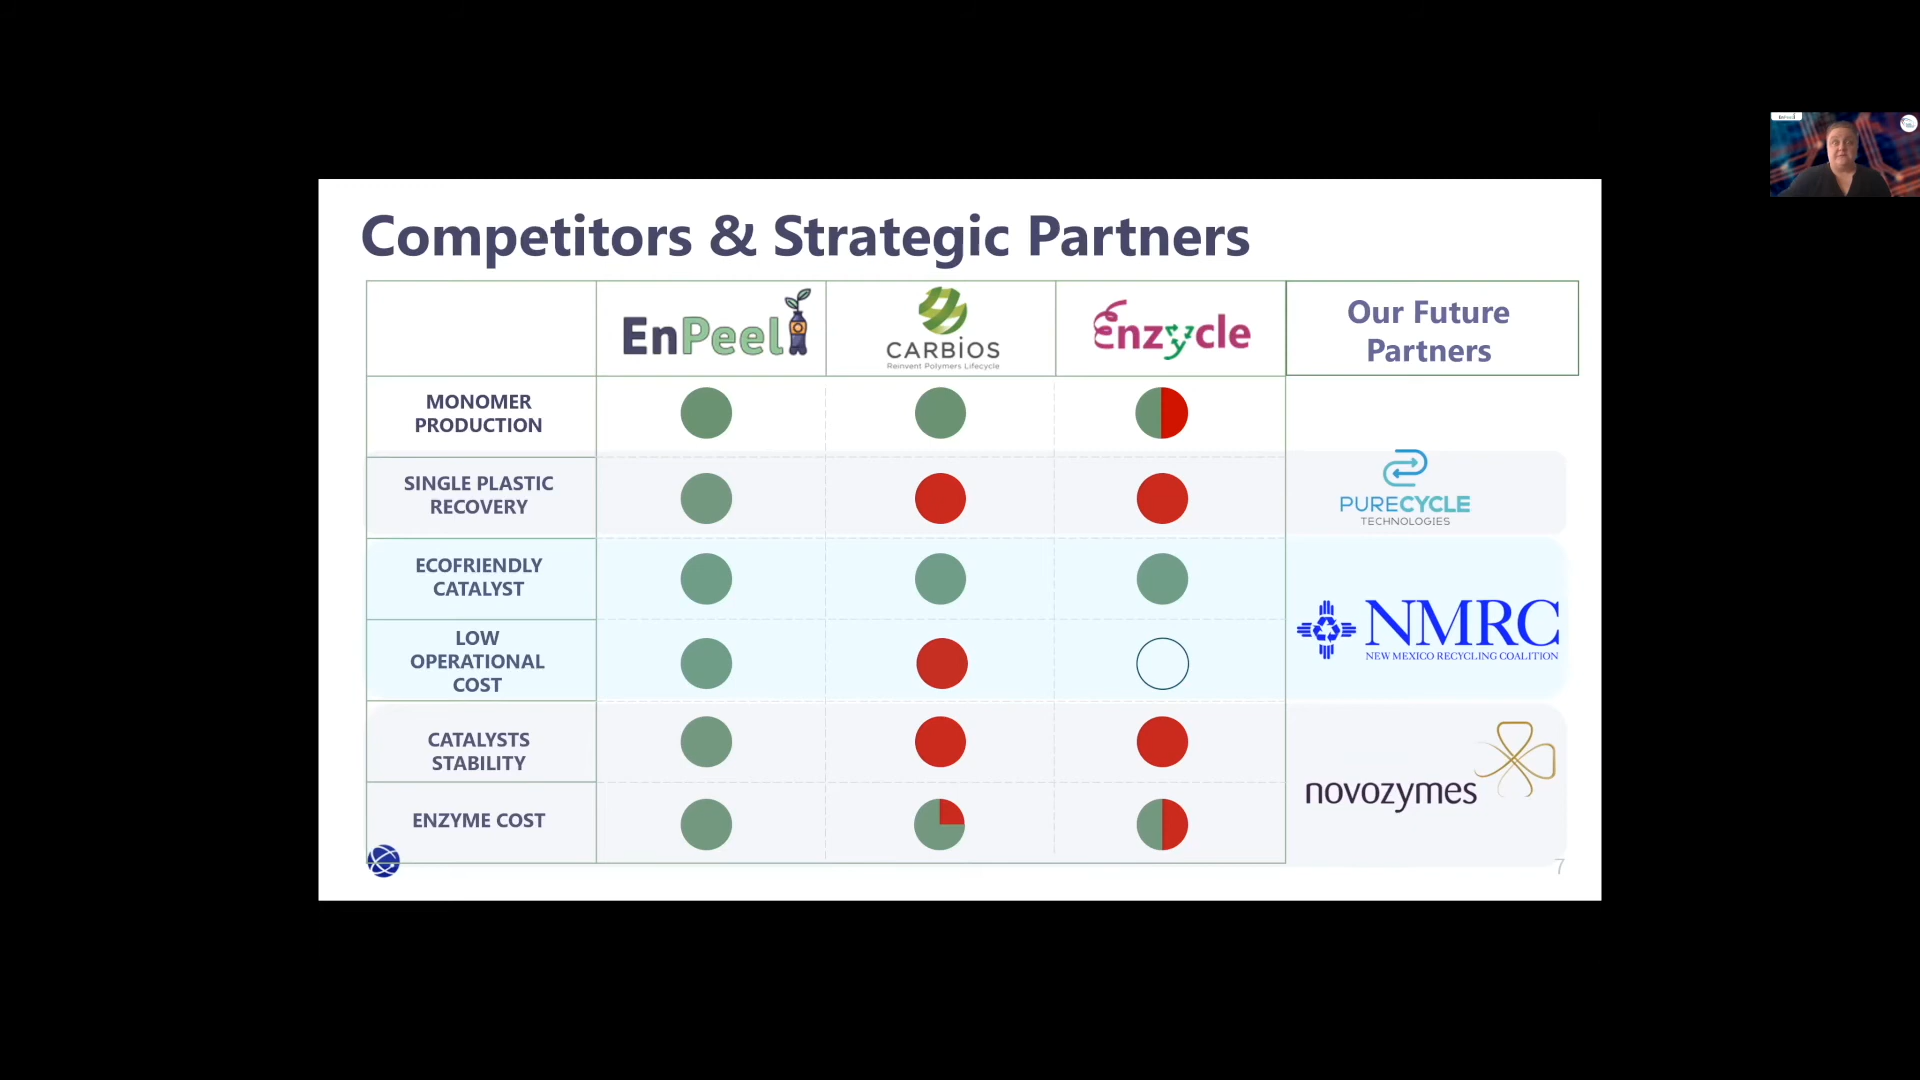 Competitors & Strategic Partners
EnPeel
CARBIOS
Reinvent Polymers Lifecycle
Enzycle
Our Future
Partners
MONOMER
PRODUCTION
SINGLE PLASTIC
RECOVERY
PURECYCLE
TECHNOLOGIES
ECOFRIENDLY
CATALYST
NMRC
NEW MEXICO RECYCLING COALITION
LOW
OPERATIONAL
COST
CATALYSTS
STABILITY
novozymes
ENZYME COST
7